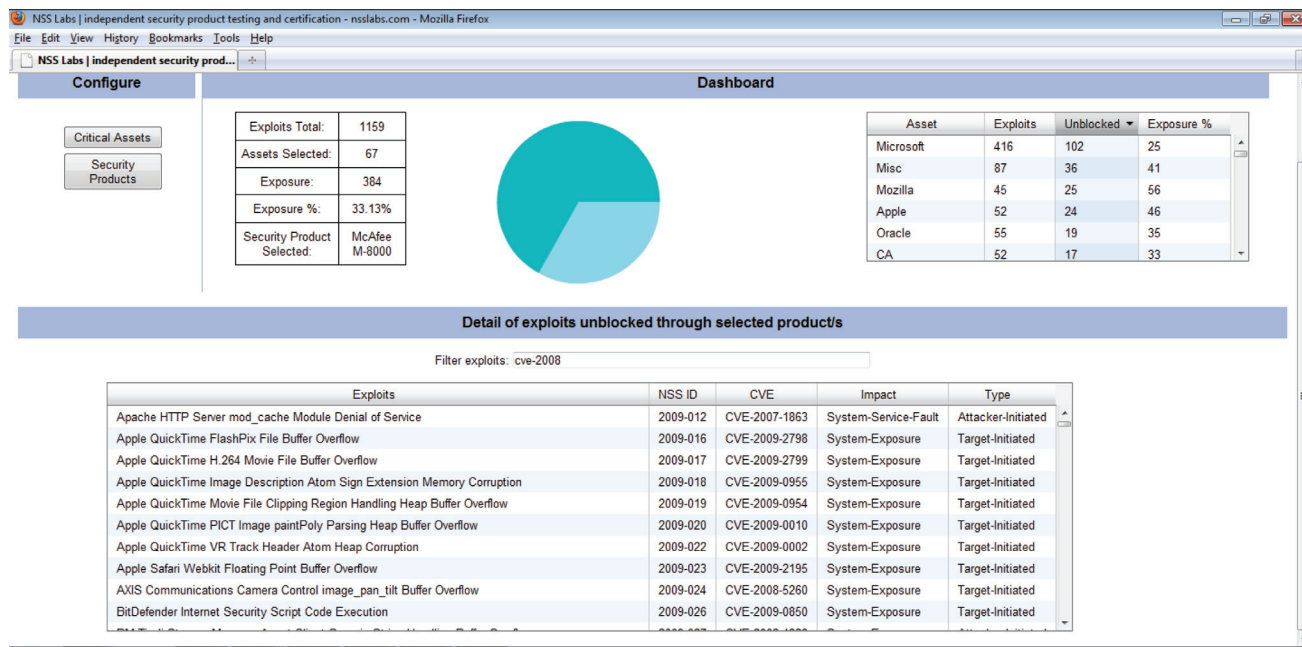 NSS Labs | independent security product testing and certification - nsslabs.com - Mozilla Firefox
File Edit View History Bookmarks Tools Help
NSS Labs | independent security prod...
Configure
Dashboard
Critical Assets
Security
Products
Exploits Total: 1159
Assets Selected: 67
Exposure: 384
Exposure %: 33.13%
Security Product McAfee
Selected: M-8000
Asset Exploits Unblocked Exposure %
Microsoft 416 102 25
Misc 87 36 41
Mozilla 45 25 56
Apple 52 24 46
Oracle 55 19 35
CA 52 17 33
Detail of exploits unblocked through selected product/s
Filter exploits: cve-2008
Exploits NSS ID CVE Impact Type
Apache HTTP Server mod_cache Module Denial of Service 2009-012 CVE-2007-1863 System-Service-Fault Attacker-Initiated
Apple QuickTime FlashPix File Buffer Overflow 2009-016 CVE-2009-2798 System-Exposure Target-Initiated
Apple QuickTime H.264 Movie File Buffer Overflow 2009-017 CVE-2009-2799 System-Exposure Target-Initiated
Apple QuickTime Image Description Atom Sign Extension Memory Corruption 2009-018 CVE-2009-0955 System-Exposure Target-Initiated
Apple QuickTime Movie File Clipping Region Handling Heap Buffer Overflow 2009-019 CVE-2009-0954 System-Exposure Target-Initiated
Apple QuickTime PICT Image paintPoly Parsing Heap Buffer Overflow 2009-020 CVE-2009-0010 System-Exposure Target-Initiated
Apple QuickTime VR Track Header Atom Heap Corruption 2009-022 CVE-2009-0002 System-Exposure Target-Initiated
Apple Safari Webkit Floating Point Buffer Overflow 2009-023 CVE-2009-2195 System-Exposure Target-Initiated
AXIS Communications Camera Control image_pan_tilt Buffer Overflow 2009-024 CVE-2008-5260 System-Exposure Target-Initiated
BitDefender Internet Security Script Code Execution 2009-026 CVE-2009-0850 System-Exposure Target-Initiated